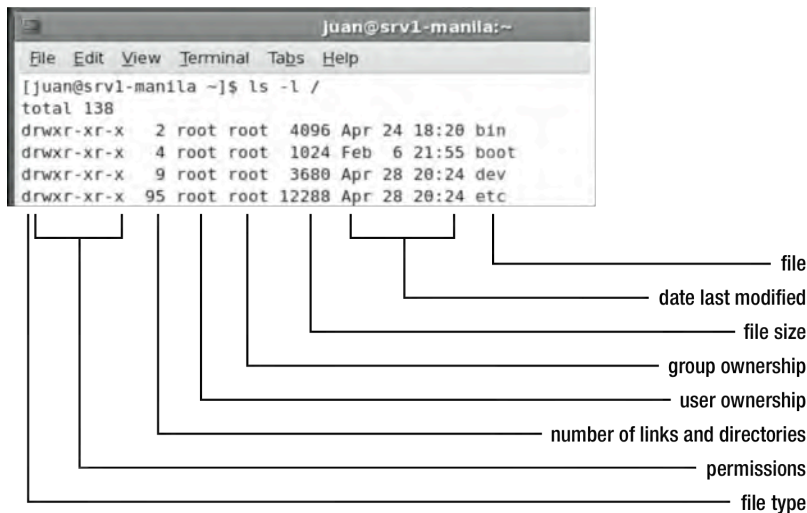 juan@srv1-manila:~
File Edit View Terminal Tabs Help
[juan@srv1-manila ~]$ ls -l /
total 138
drwxr-xr-x 2 root root 4096 Apr 24 18:20 bin
drwxr-xr-x 4 root root 1024 Feb 6 21:55 boot
drwxr-xr-x 9 root root 3680 Apr 28 20:24 dev
drwxr-xr-x 95 root root 12288 Apr 28 20:24 etc
file
date last modified
file size
group ownership
user ownership
number of links and directories
permissions
file type